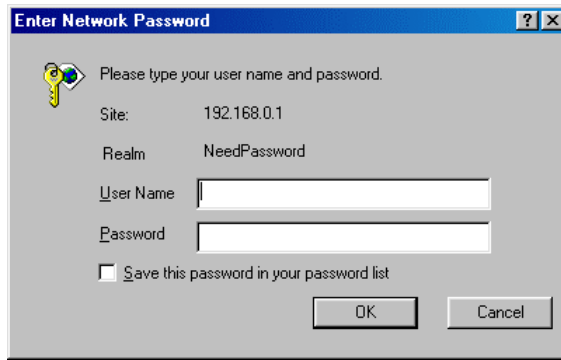 Enter Network Password
Please type your user name and password.
Site: 192.168.0.1
Realm NeedPassword
User Name
Password
Save this password in your password list
OK Cancel